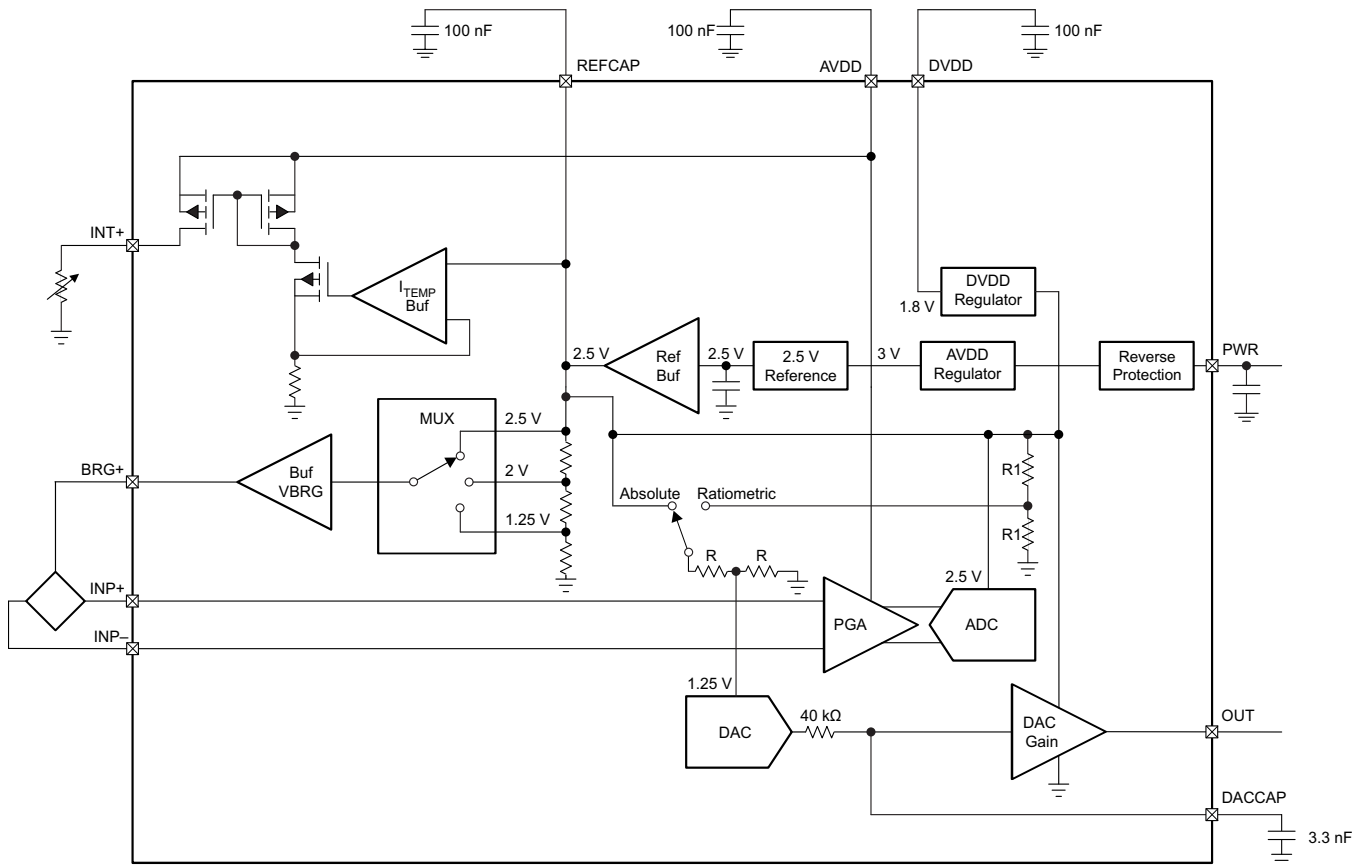 100 nF
100 nF
100 nF
REFCAP
AVDD
DVDD
INT+
I_TEMP
Buf
DVDD
Regulator
1.8 V
2.5 V
Ref
Buf
2.5 V
2.5 V
Reference
3 V
AVDD
Regulator
Reverse
Protection
PWR
MUX
2.5 V
2 V
1.25 V
BRG+
Buf
VBRG
Absolute
Ratiometric
R1
R1
R
R
2.5 V
INP+
INP–
PGA
ADC
1.25 V
DAC
40 kΩ
DAC
Gain
OUT
DACCAP
3.3 nF